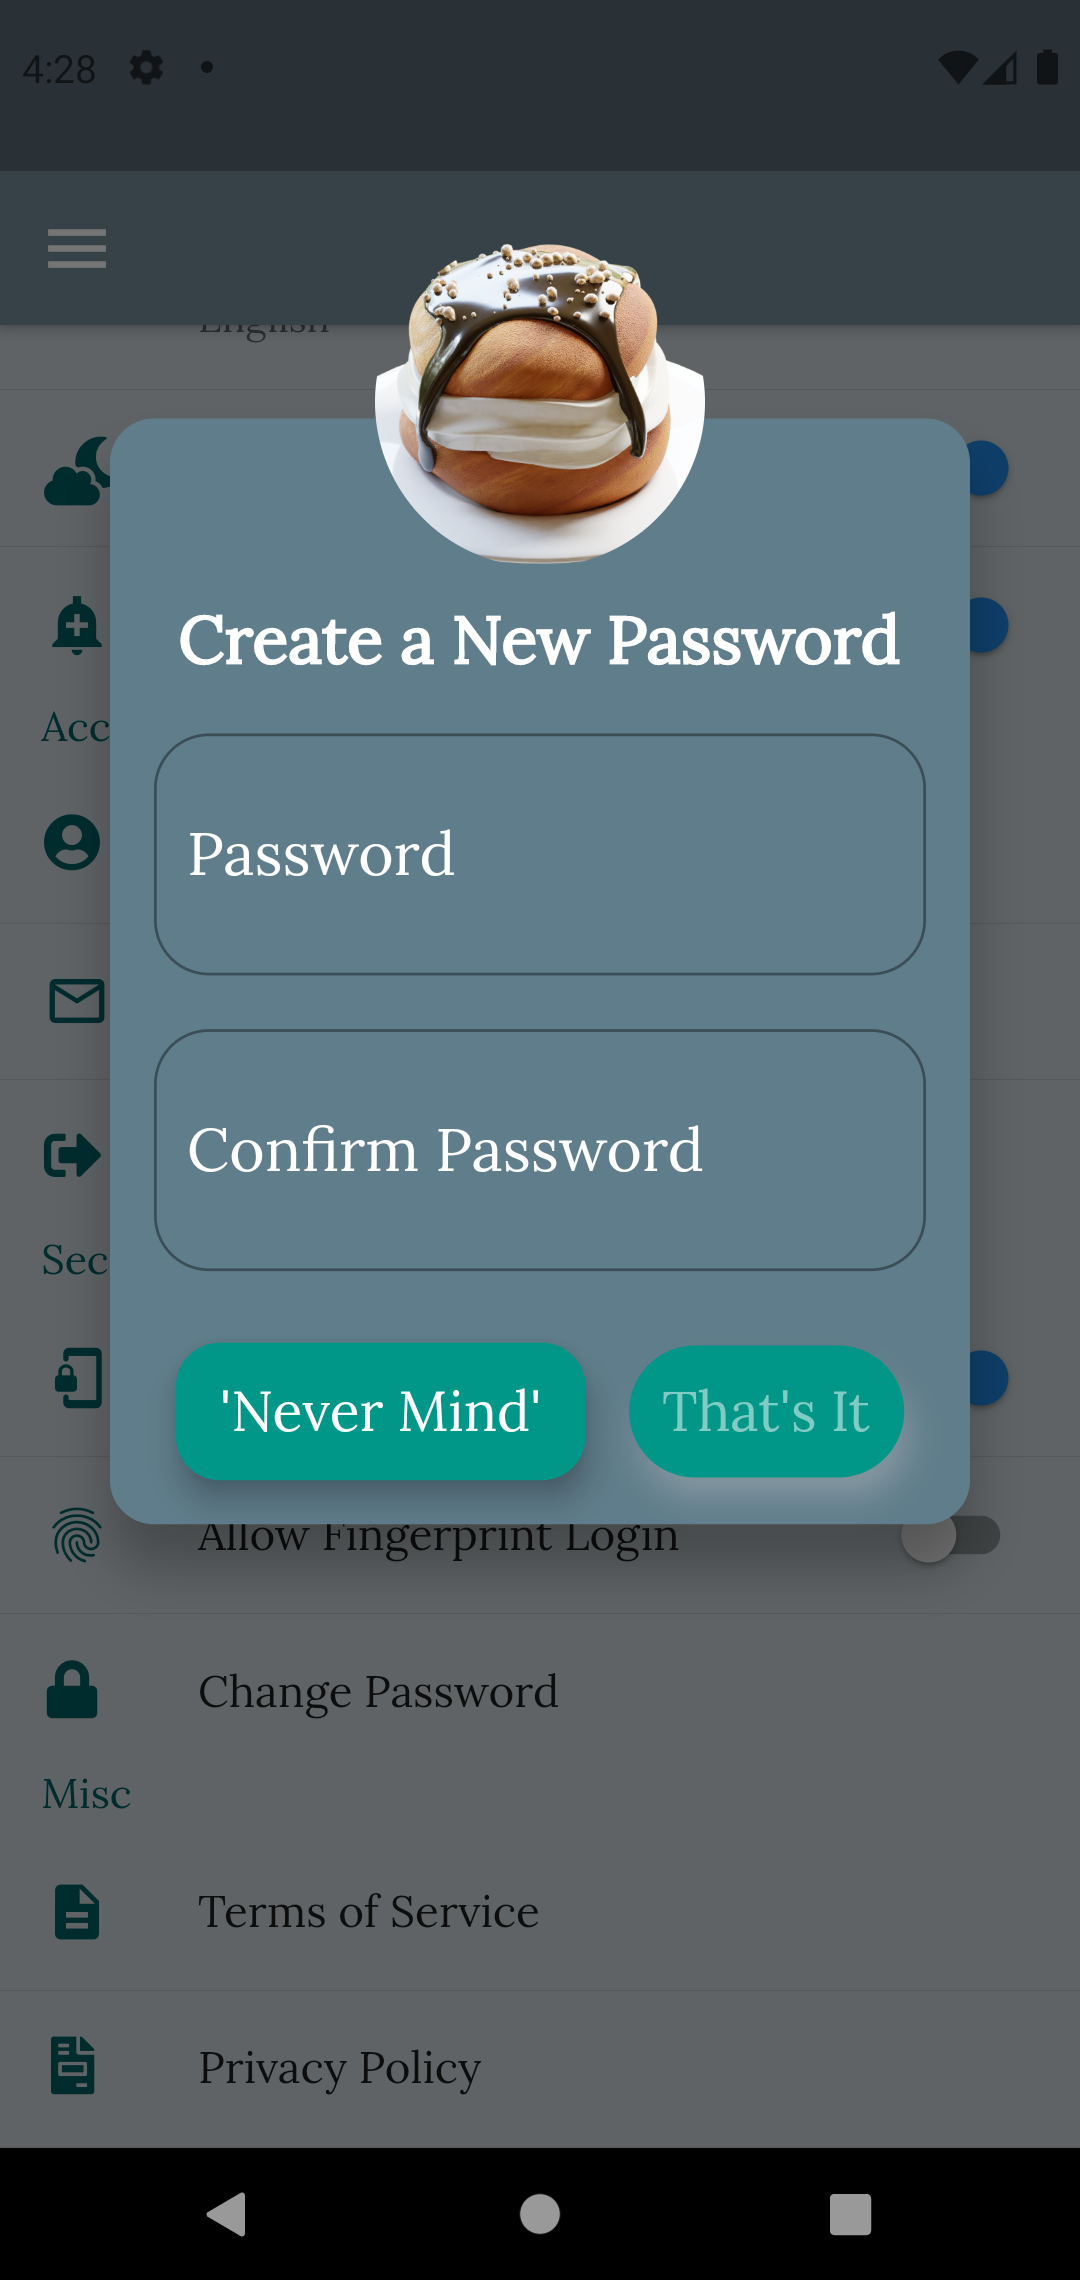 4:28
English
Create a New Password
Acc
Password
Confirm Password
Sec
'Never Mind'
That's It
Allow Fingerprint Login
Change Password
Misc
Terms of Service
Privacy Policy